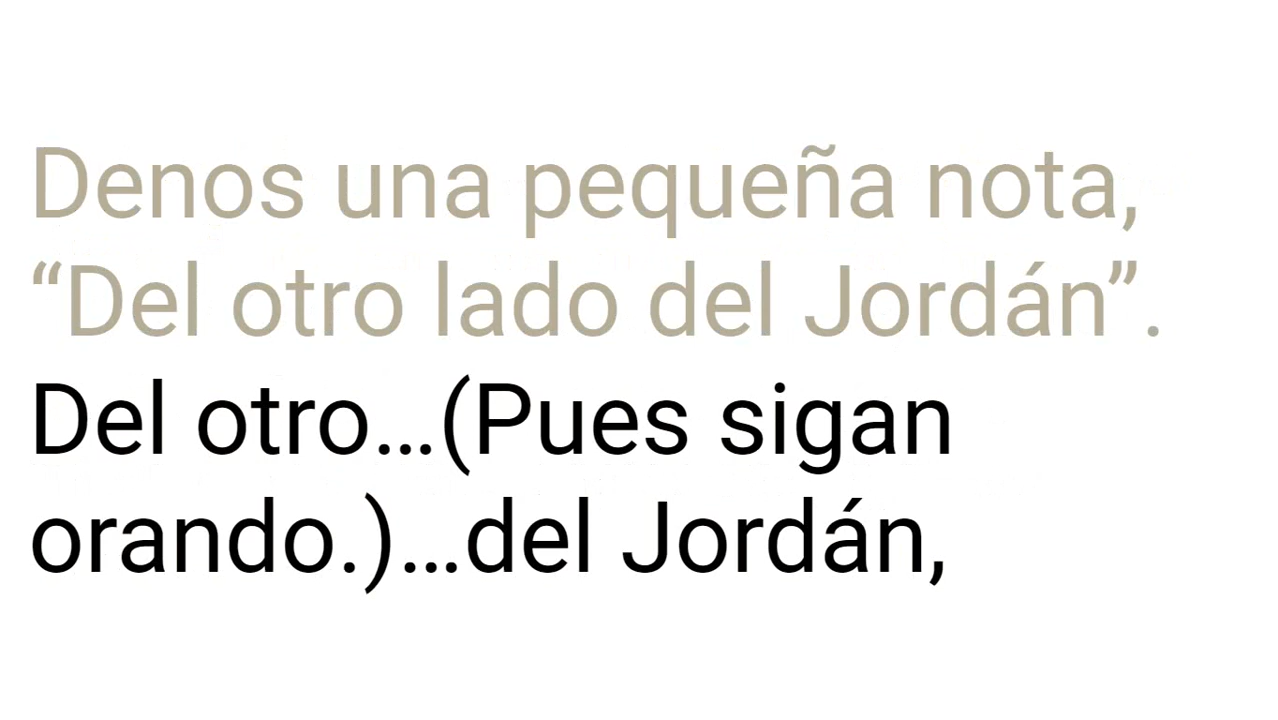 Denos una pequeña nota,
“Del otro lado del Jordán”.
Del otro…(Pues sigan
orando.)…del Jordán,